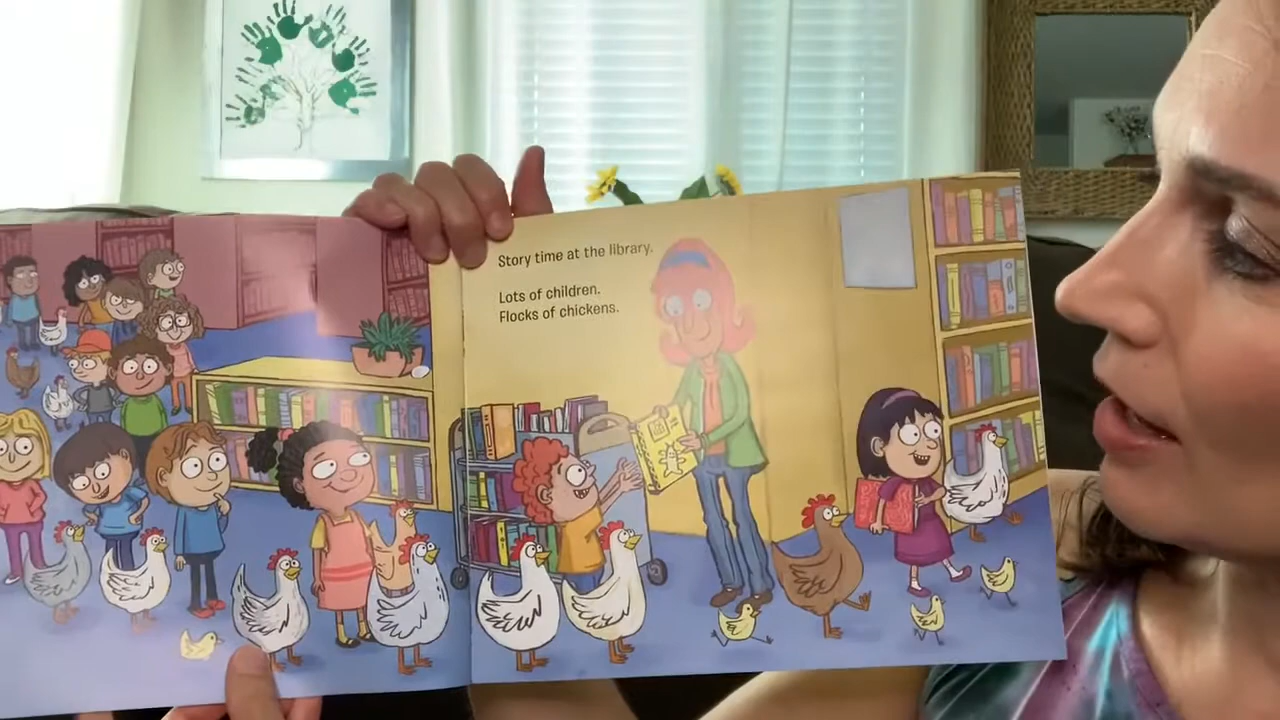 Story time at the library.
Lots of children.
Flocks of chickens.